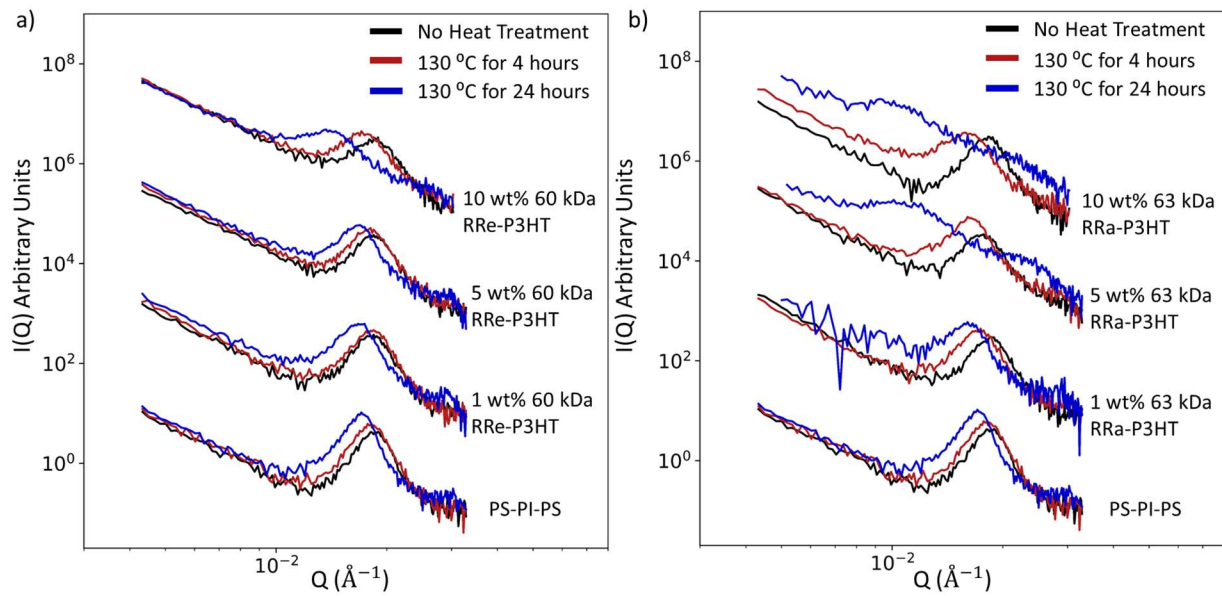 a)
No Heat Treatment
130 °C for 4 hours
130 °C for 24 hours
10⁸
10⁶
10⁴
10²
10⁰
I(Q) Arbitrary Units
10 wt% 60 kDa
RRe-P3HT
5 wt% 60 kDa
RRe-P3HT
1 wt% 60 kDa
RRe-P3HT
PS-PI-PS
10⁻²
Q (Å⁻¹)
b)
No Heat Treatment
130 °C for 4 hours
130 °C for 24 hours
10⁸
10⁶
10⁴
10²
10⁰
I(Q) Arbitrary Units
10 wt% 63 kDa
RRa-P3HT
5 wt% 63 kDa
RRa-P3HT
1 wt% 63 kDa
RRa-P3HT
PS-PI-PS
10⁻²
Q (Å⁻¹)